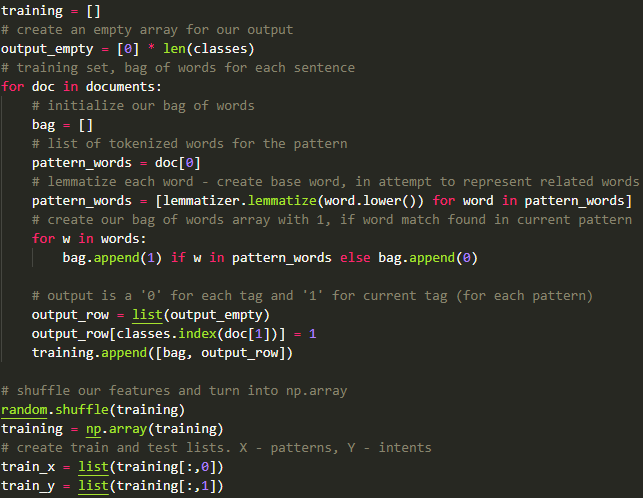 training = []
# create an empty array for our output
output_empty = [0] * len(classes)
# training set, bag of words for each sentence
for doc in documents:
    # initialize our bag of words
    bag = []
    # list of tokenized words for the pattern
    pattern_words = doc[0]
    # lemmatize each word - create base word, in attempt to represent related words
    pattern_words = [lemmatizer.lemmatize(word.lower()) for word in pattern_words]
    # create our bag of words array with 1, if word match found in current pattern
    for w in words:
        bag.append(1) if w in pattern_words else bag.append(0)

    # output is a '0' for each tag and '1' for current tag (for each pattern)
    output_row = list(output_empty)
    output_row[classes.index(doc[1])] = 1
    training.append([bag, output_row])

# shuffle our features and turn into np.array
random.shuffle(training)
training = np.array(training)
# create train and test lists. X - patterns, Y - intents
train_x = list(training[:,0])
train_y = list(training[:,1])